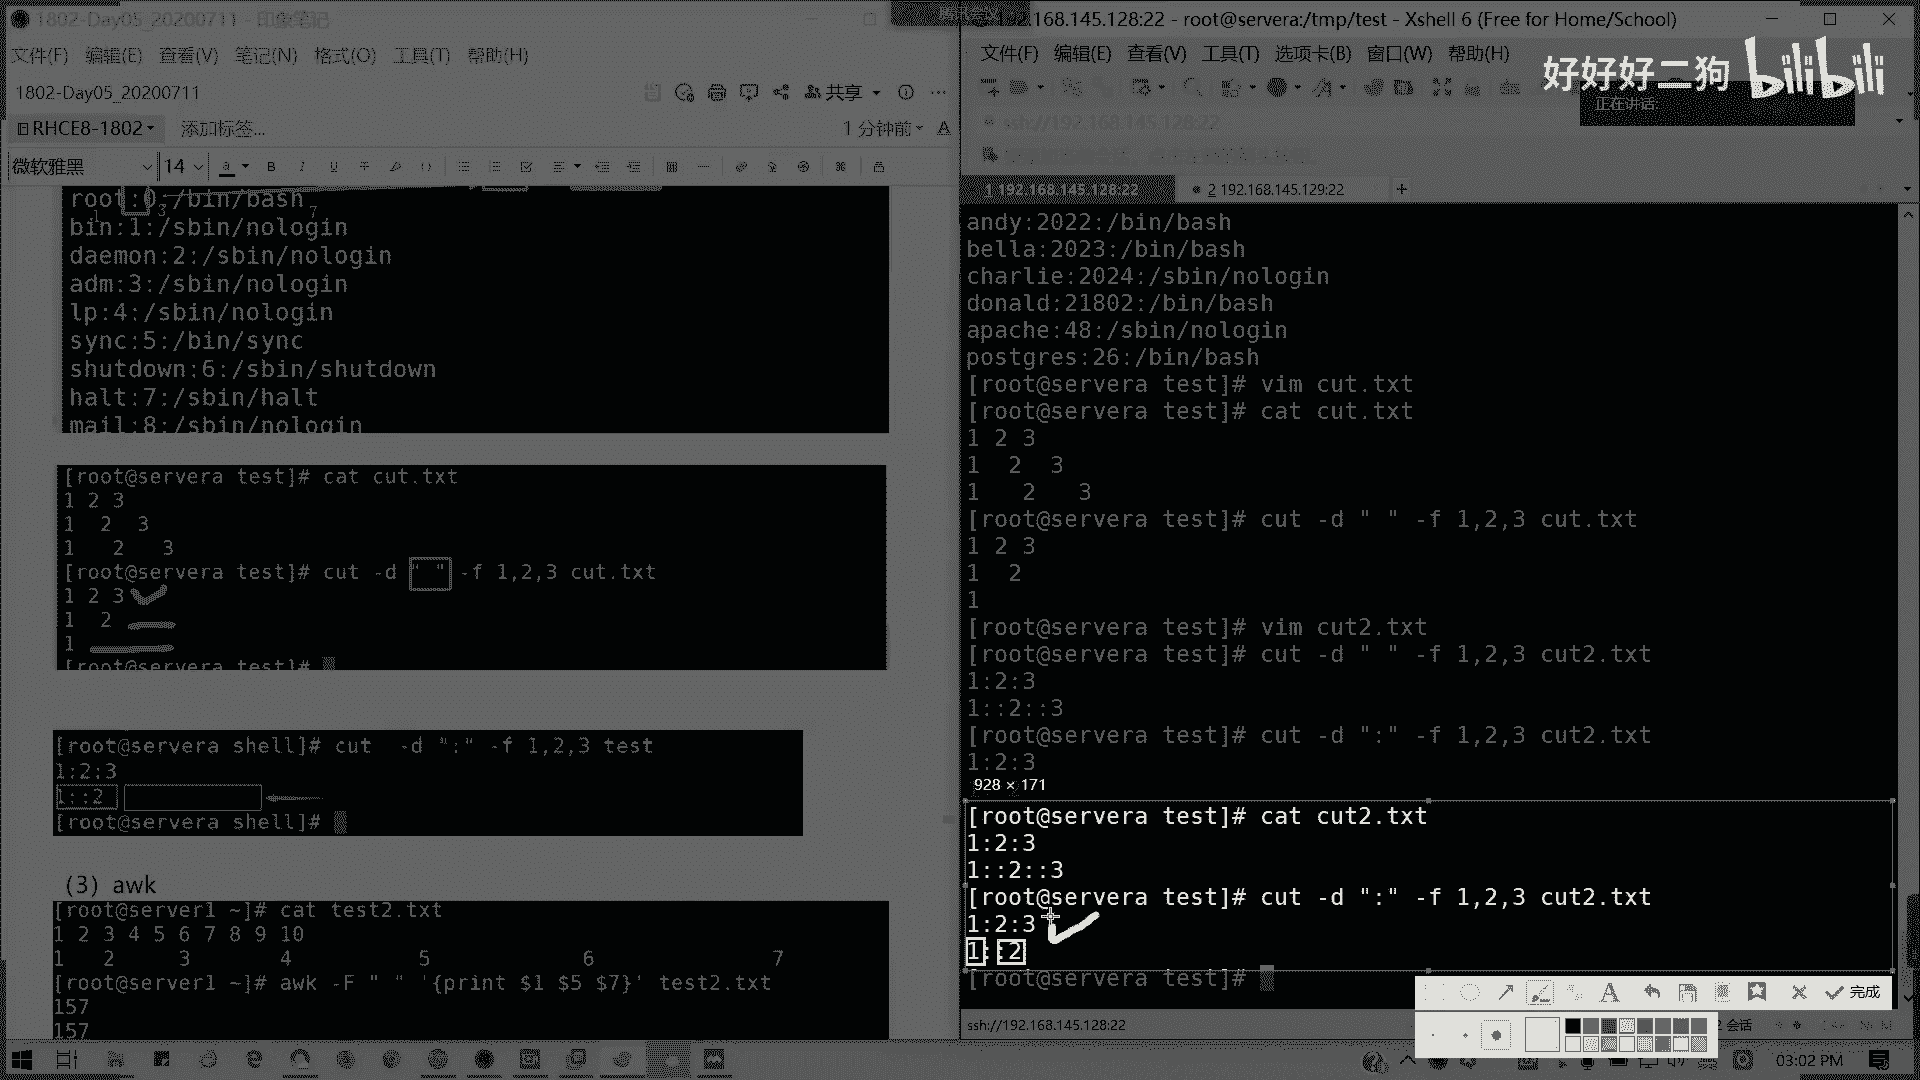 1802-Day05_20200711 - 印象笔记
文件(F) 编辑(E) 查看(V) 笔记(N) 格式(O) 工具(T) 帮助(H)
1802-Day05_20200711
共享
RHCE8-1802
添加标签...
1 分钟前
微软雅黑
14
root:0:/bin/bash
bin:1:/sbin/nologin
daemon:2:/sbin/nologin
adm:3:/sbin/nologin
lp:4:/sbin/nologin
sync:5:/bin/sync
shutdown:6:/sbin/shutdown
halt:7:/sbin/halt
mail:8:/sbin/nologin
[root@servera test]# cat cut.txt
1 2 3
1  2  3
1   2   3
[root@servera test]# cut -d " " -f 1,2,3 cut.txt
1 2 3
1  2
1
[root@servera test]#
[root@servera shell]# cut  -d ":" -f 1,2,3 test
1:2:3
1::2
[root@servera shell]#
（3）awk
[root@server1 ~]# cat test2.txt
1 2 3 4 5 6 7 8 9 10
1  2   3    4      5       6        7
[root@server1 ~]# awk -F " " '{print $1 $5 $7}' test2.txt
157
157
192.168.145.128:22 - root@servera:/tmp/test - Xshell 6 (Free for Home/School)
文件(F) 编辑(E) 查看(V) 工具(T) 选项卡(B) 窗口(W) 帮助(H)
好好好二狗 bilibili
正在讲话:
ssh://192.168.145.128:22
1 192.168.145.128:22
2 192.168.145.129:22
andy:2022:/bin/bash
bella:2023:/bin/bash
charlie:2024:/sbin/nologin
donald:21802:/bin/bash
apache:48:/sbin/nologin
postgres:26:/bin/bash
[root@servera test]# vim cut.txt
[root@servera test]# cat cut.txt
1 2 3
1  2  3
1   2   3
[root@servera test]# cut -d " " -f 1,2,3 cut.txt
1 2 3
1  2
1
[root@servera test]# vim cut2.txt
[root@servera test]# cut -d " " -f 1,2,3 cut2.txt
1:2:3
1::2::3
[root@servera test]# cut -d ":" -f 1,2,3 cut2.txt
1:2:3
928 × 171
[root@servera test]# cat cut2.txt
1:2:3
1::2::3
[root@servera test]# cut -d ":" -f 1,2,3 cut2.txt
1:2:3
1::2
[root@servera test]#
完成
ssh://192.168.145.128:22
会话
03:02 PM